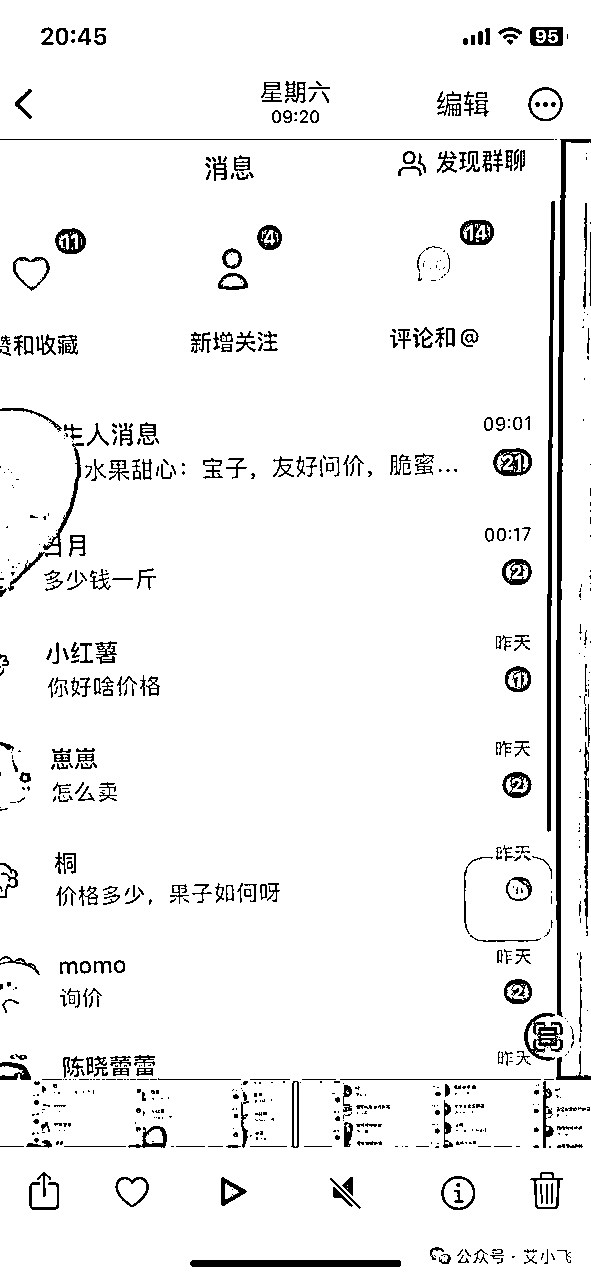 20:45
95
星期六
09:20
编辑
消息
发现群聊
11
4
14
赞和收藏
新增关注
评论和@
生人消息
09:01
水果甜心：宝子，友好问价，脆蜜...
21
日月
00:17
多少钱一斤
2
小红薯
昨天
你好啥价格
1
崽崽
昨天
怎么卖
2
桐
昨天
价格多少，果子如何呀
momo
昨天
询价
2
陈晓蕾蕾
昨天
公众号·艾小飞